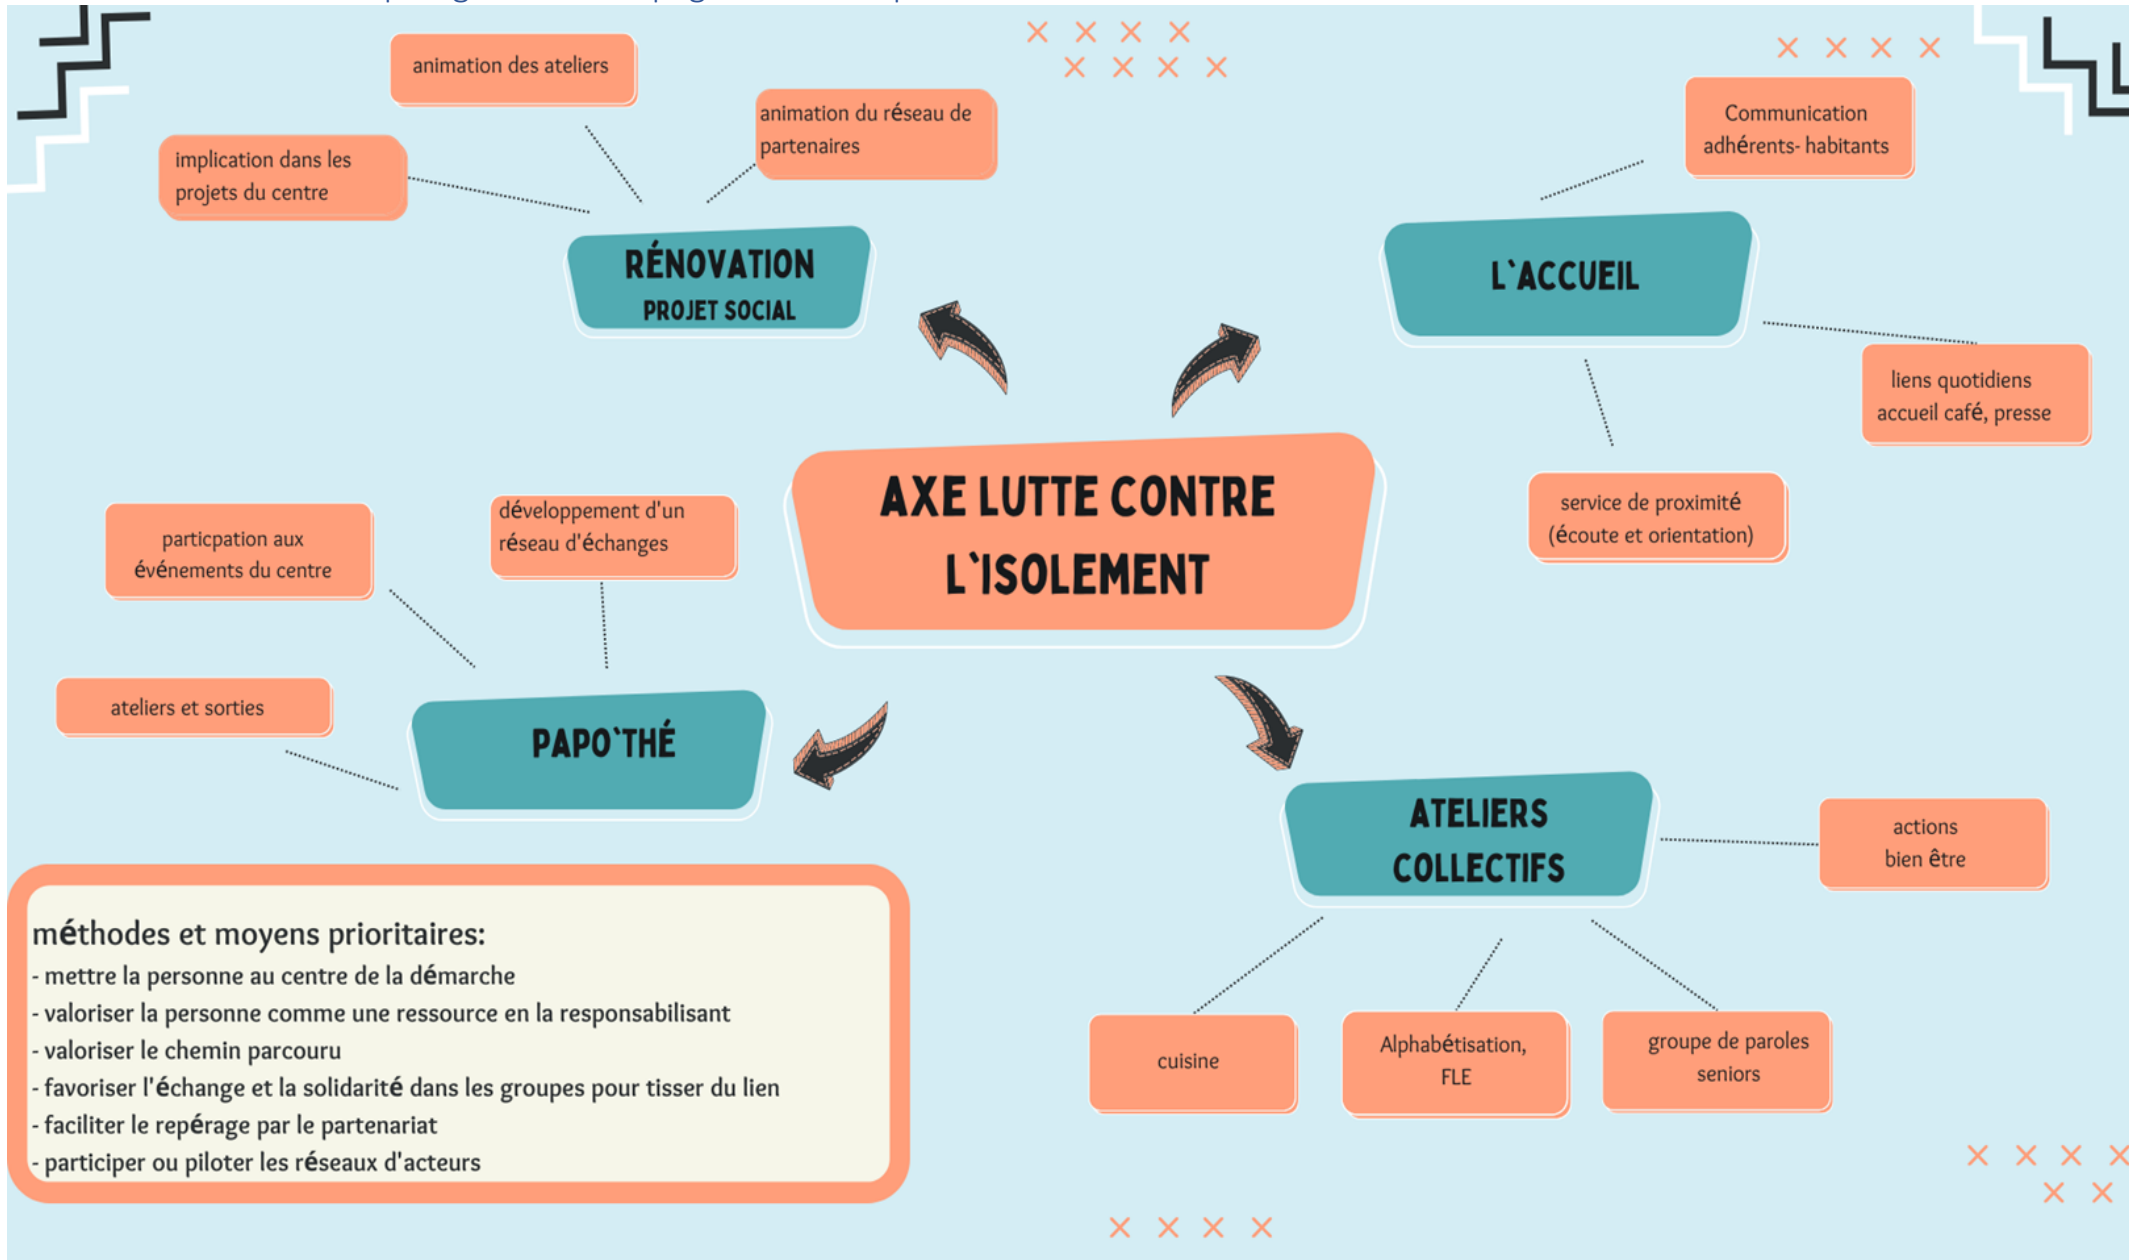 animation des ateliers
animation du réseau de
partenaires
implication dans les
projets du centre
RÉNOVATION
PROJET SOCIAL
Communication
adhérents- habitants
L`ACCUEIL
liens quotidiens
accueil café, presse
service de proximité
(écoute et orientation)
AXE LUTTE CONTRE
L`ISOLEMENT
particpation aux
événements du centre
développement d'un
réseau d'échanges
ateliers et sorties
PAPO`THÉ
ATELIERS
COLLECTIFS
actions
bien être
cuisine
Alphabétisation,
FLE
groupe de paroles
seniors
méthodes et moyens prioritaires:
- mettre la personne au centre de la démarche
- valoriser la personne comme une ressource en la responsabilisant
- valoriser le chemin parcouru
- favoriser l'échange et la solidarité dans les groupes pour tisser du lien
- faciliter le repérage par le partenariat
- participer ou piloter les réseaux d'acteurs